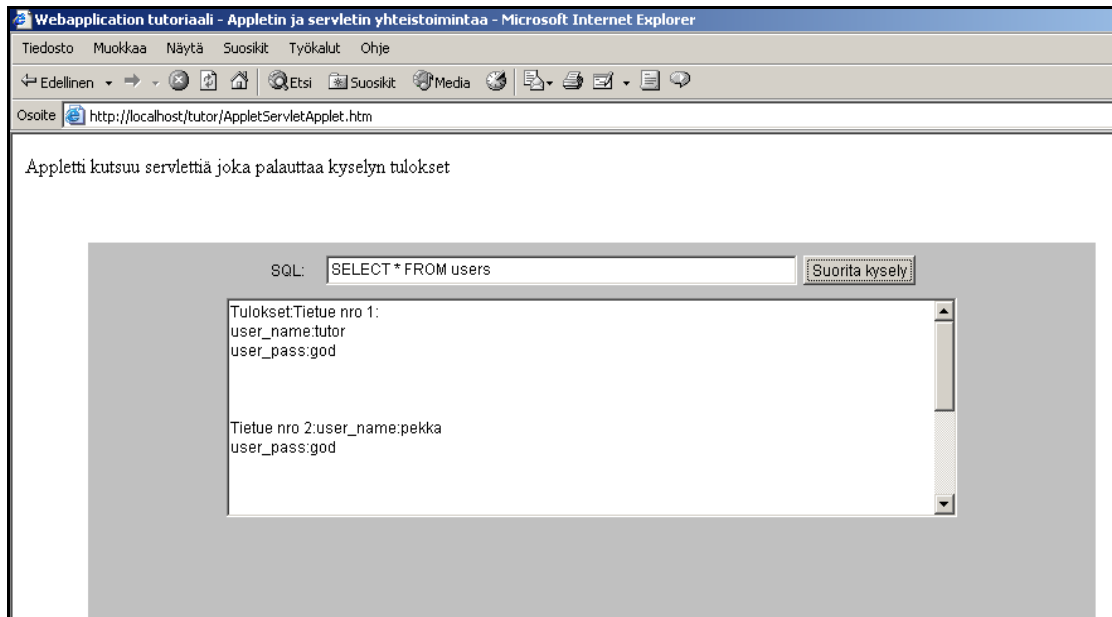 Webapplication tutoriaali - Appletin ja servletin yhteistoimintaa - Microsoft Internet Explorer
Tiedosto Muokkaa Näytä Suosikit Työkalut Ohje
Edellinen Etsi Suosikit Media
Osoite http://localhost/tutor/AppletServletApplet.htm
Appletti kutsuu servlettiä joka palauttaa kyselyn tulokset
SQL: SELECT * FROM users Suorita kysely
Tulokset:Tietue nro 1:
user_name:tutor
user_pass:god
Tietue nro 2:user_name:pekka
user_pass:god